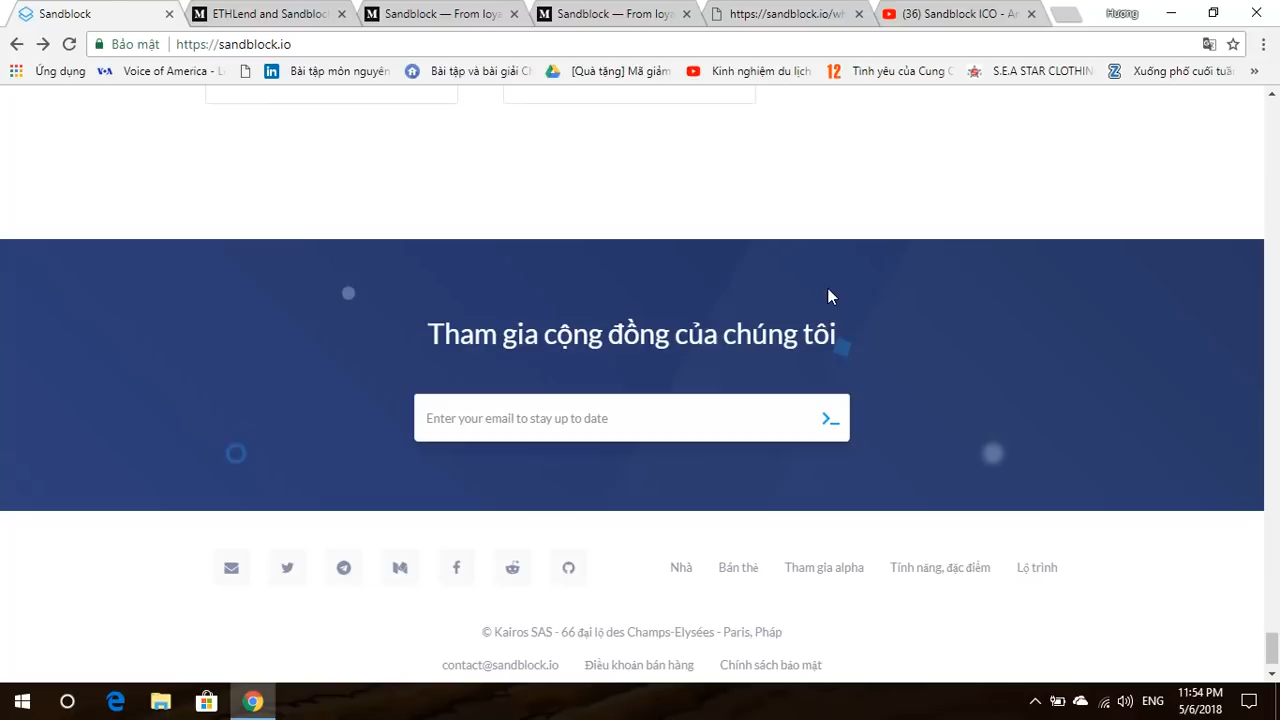 Sandblock
ETHLend and Sandbloc
Sandblock — From loya
Sandblock — From loya
https://sandblock.io/wh
(36) Sandblock ICO - An
Hương
Bảo mật
https://sandblock.io
Ứng dụng
Voice of America - L
Bài tập môn nguyên
Bài tập và bài giải C
[Quà tặng] Mã giảm
Kinh nghiệm du lịch
12
Tình yêu của Cung C
S.E.A STAR CLOTHIN
Xuống phố cuối tuần
»
Tham gia cộng đồng của chúng tôi
Enter your email to stay up to date
Nhà
Bán thẻ
Tham gia alpha
Tính năng, đặc điểm
Lộ trình
© Kairos SAS - 66 đại lộ des Champs-Elysées - Paris, Pháp
contact@sandblock.io
Điều khoản bán hàng
Chính sách bảo mật
ENG
11:54 PM
5/6/2018